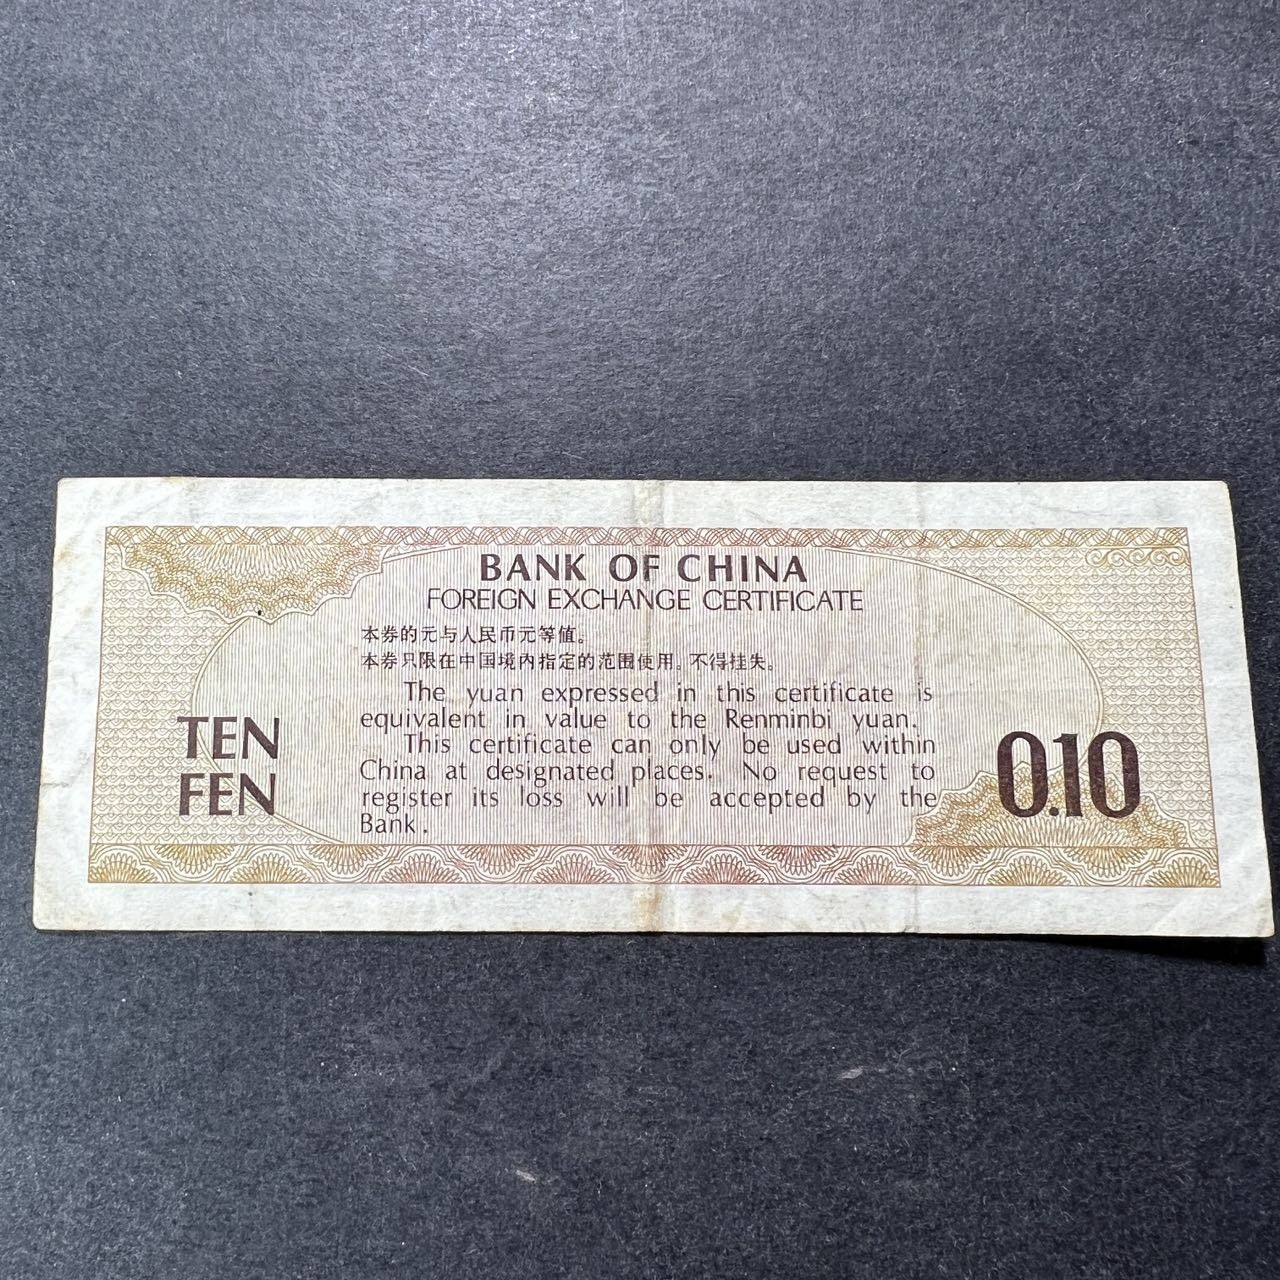 BANK OF CHINA
FOREIGN EXCHANGE CERTIFICATE
本券的元与人民币元等值。
本券只限在中国境内指定的范围使用。不得挂失。
The yuan expressed in this certificate is
equivalent in value to the Renminbi yuan.
This certificate can only be used within
China at designated places. No request to
register its loss will be accepted by the
Bank.
TEN
FEN
0.10